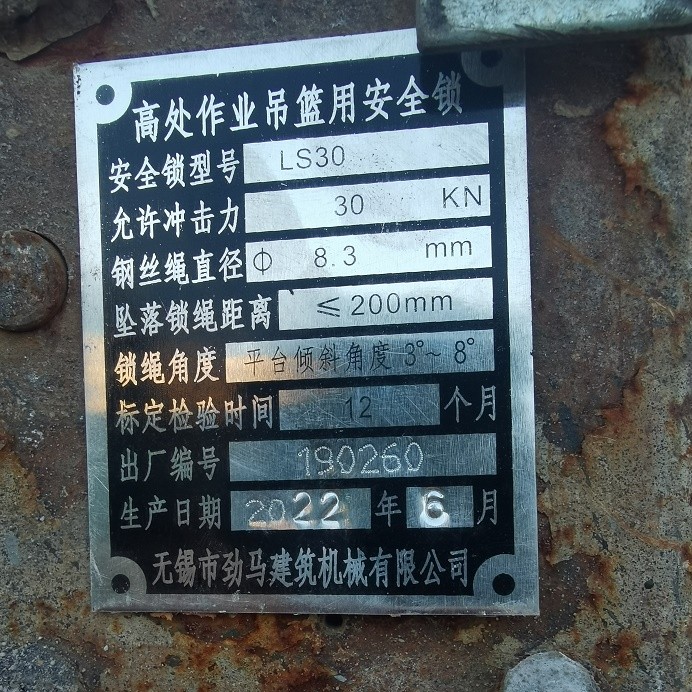 高处作业吊篮用安全锁
安全锁型号 LS30
允许冲击力 30 KN
钢丝绳直径 Φ 8.3 mm
坠落锁绳距离 ≤200mm
锁绳角度 平台倾斜角度 3°~8°
标定检验时间 12 个月
出厂编号 190260
生产日期 2022 年 6 月
无锡市劲马建筑机械有限公司